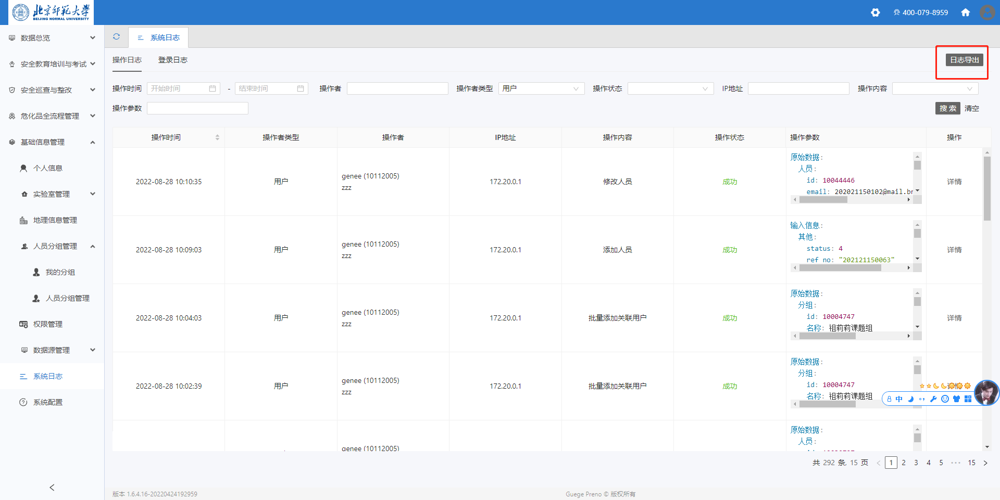 北京师范大学
BEIJING NORMAL UNIVERSITY
400-079-8959
数据总览
安全教育培训与考试
安全巡查与整改
危化品全流程管理
基础信息管理
个人信息
实验室管理
地理信息管理
人员分组管理
我的分组
人员分组管理
权限管理
数据源管理
系统日志
系统配置
系统日志
操作日志 登录日志 日志导出
操作时间 开始时间 - 结束时间 操作者 操作者类型 用户 操作状态 IP地址 操作内容
操作参数 搜索 清空
操作时间 操作者类型 操作者 IP地址 操作内容 操作状态 操作参数 操作
2022-08-28 10:10:35 用户 genee (10112005) zzz 172.20.0.1 修改人员 成功 详情
原始数据:
人员:
id: 10044446
email: 202021150102@mail.br
2022-08-28 10:09:03 用户 genee (10112005) zzz 172.20.0.1 添加人员 成功 详情
输入信息:
其他:
status: 4
ref no: "202121150063"
2022-08-28 10:04:03 用户 genee (10112005) zzz 172.20.0.1 批量添加关联用户 成功 详情
原始数据:
分组:
id: 10004747
名称: 祖莉莉课题组
2022-08-28 10:02:39 用户 genee (10112005) zzz 172.20.0.1 批量添加关联用户 成功
原始数据:
分组:
id: 10004747
名称: 祖莉莉课题组
中
genee (10112005)
原始数据:
人员:
共 292 条, 15 页 < 1 2 3 4 5 ••• 15 >
版本 1.6.4.16-20220424192959
Guege Preno © 版权所有